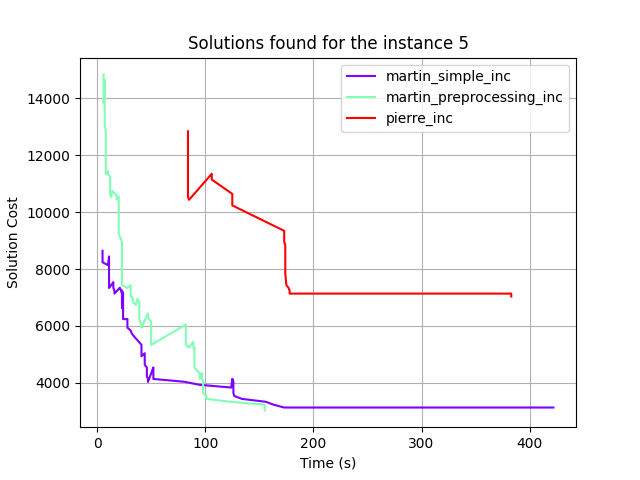 Solutions found for the instance 5
martin_simple_inc
martin_preprocessing_inc
pierre_inc
Solution Cost
14000
12000
10000
8000
6000
4000
0 100 200 300 400
Time (s)